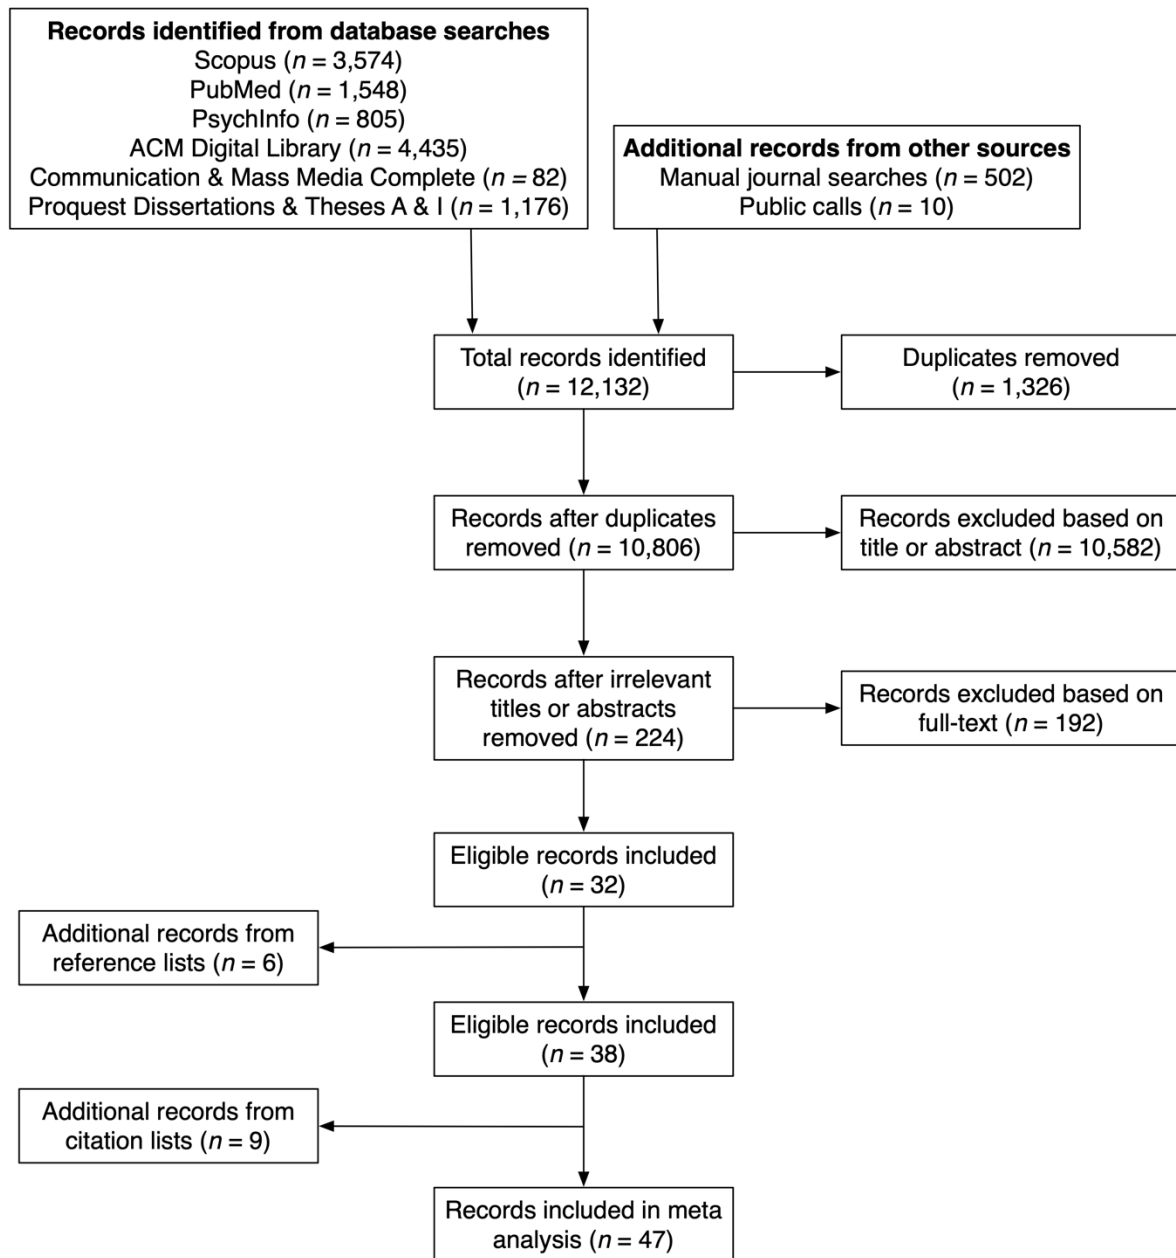 Records identified from database searches
Scopus (n = 3,574)
PubMed (n = 1,548)
PsychInfo (n = 805)
ACM Digital Library (n = 4,435)
Communication & Mass Media Complete (n = 82)
Proquest Dissertations & Theses A & I (n = 1,176)
Additional records from other sources
Manual journal searches (n = 502)
Public calls (n = 10)
Total records identified
(n = 12,132)
Duplicates removed
(n = 1,326)
Records after duplicates
removed (n = 10,806)
Records excluded based on
title or abstract (n = 10,582)
Records after irrelevant
titles or abstracts
removed (n = 224)
Records excluded based on
full-text (n = 192)
Eligible records included
(n = 32)
Additional records from
reference lists (n = 6)
Eligible records included
(n = 38)
Additional records from
citation lists (n = 9)
Records included in meta
analysis (n = 47)